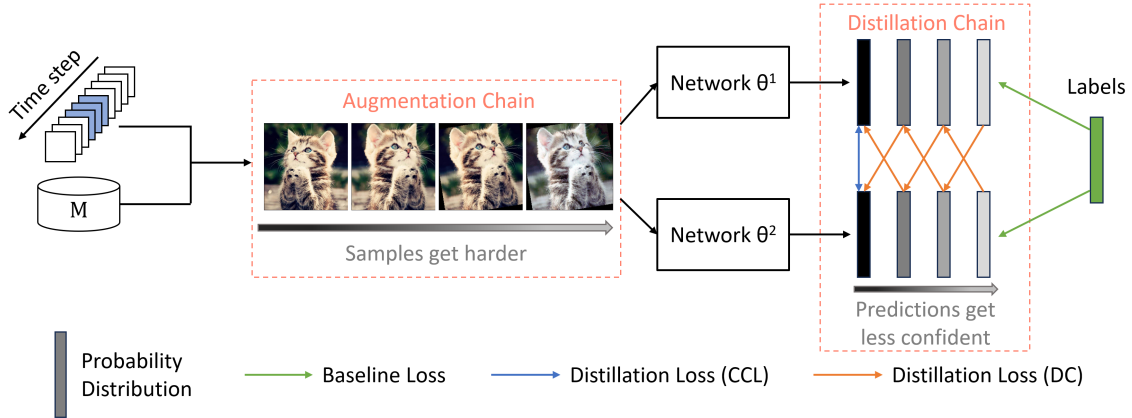 Time step
M
Augmentation Chain
Samples get harder
Network θ¹
Network θ²
Distillation Chain
Predictions get
less confident
Labels
Probability
Distribution
Baseline Loss
Distillation Loss (CCL)
Distillation Loss (DC)